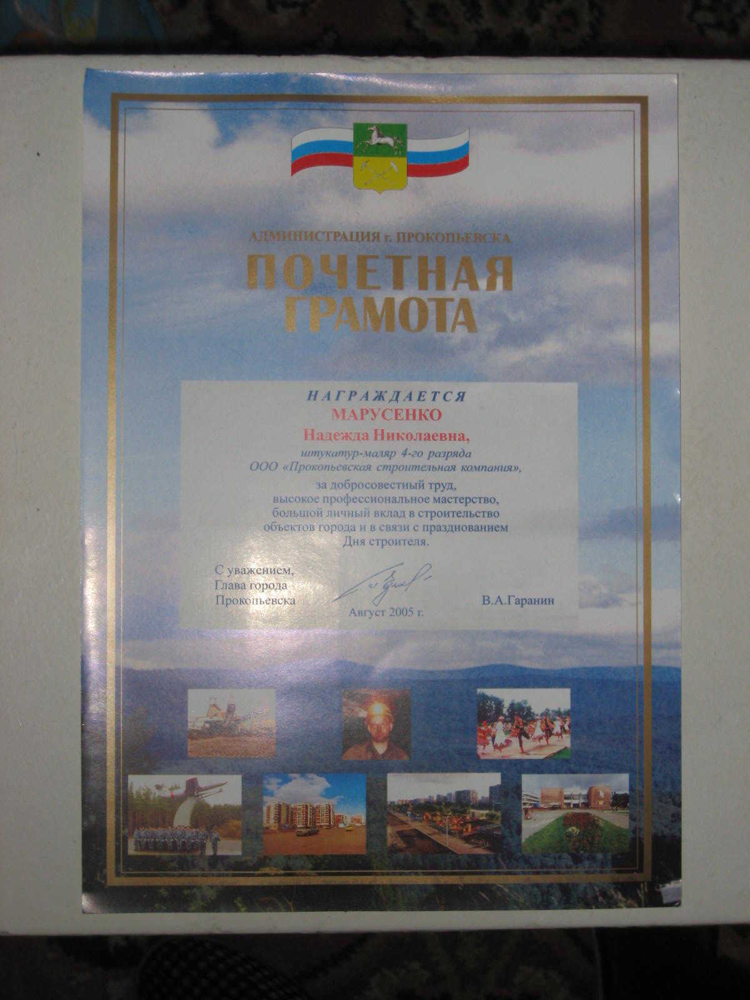 АДМИНИСТРАЦИЯ г. ПРОКОПЬЕВСКА
ПОЧЕТНАЯ
ГРАМОТА
НАГРАЖДАЕТСЯ
МАРУСЕНКО
Надежда Николаевна,
штукатур-маляр 4-го разряда
ООО «Прокопьевская строительная компания»,
за добросовестный труд,
высокое профессиональное мастерство,
большой личный вклад в строительство
объектов города и в связи с празднованием
Дня строителя.
С уважением,
Глава города
Прокопьевска
В.А.Гаранин
Август 2005 г.